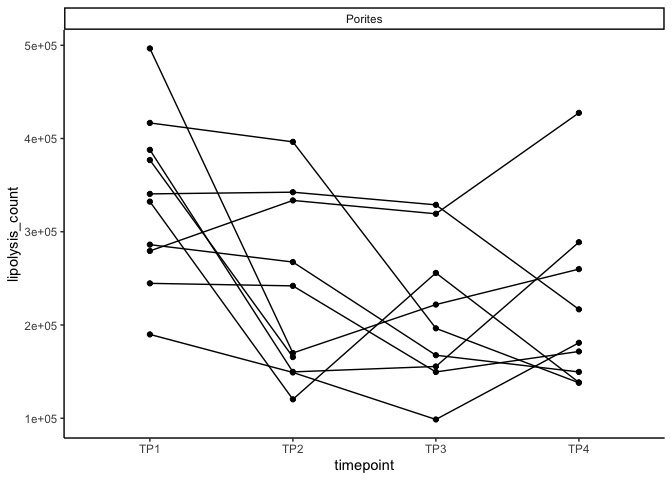 Porites
5e+05
4e+05
3e+05
2e+05
1e+05
lipolysis_count
TP1 TP2 TP3 TP4
timepoint